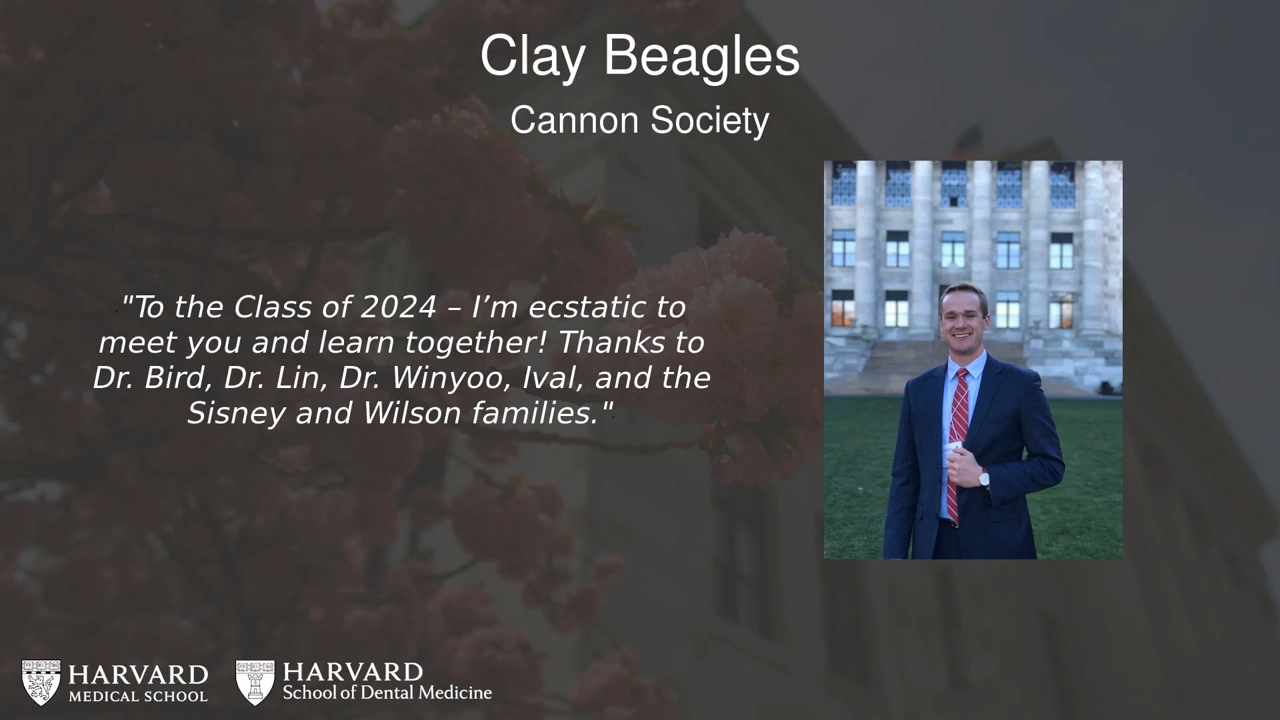 Clay Beagles
Cannon Society
"To the Class of 2024 – I’m ecstatic to
meet you and learn together! Thanks to
Dr. Bird, Dr. Lin, Dr. Winyoo, Ival, and the
Sisney and Wilson families."
HARVARD
MEDICAL SCHOOL
HARVARD
School of Dental Medicine